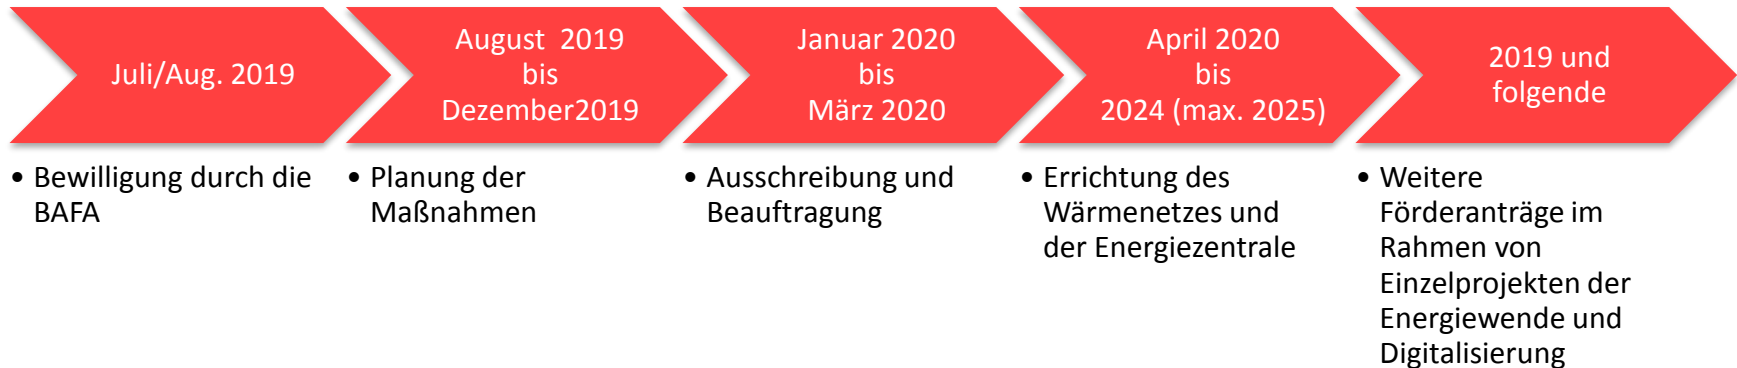 Juli/Aug. 2019
• Bewilligung durch die
BAFA
August  2019
bis
Dezember2019
• Planung der
Maßnahmen
Januar 2020
bis
März 2020
• Ausschreibung und
Beauftragung
April 2020
bis
2024 (max. 2025)
• Errichtung des
Wärmenetzes und
der Energiezentrale
2019 und
folgende
• Weitere
Förderanträge im
Rahmen von
Einzelprojekten der
Energiewende und
Digitalisierung